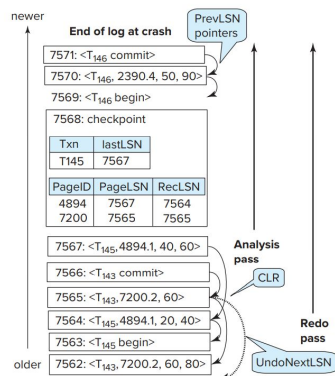 newer
End of log at crash
PrevLSN
pointers
7571: <T146 commit>
7570: <T146, 2390.4, 50, 90>
7569: <T146 begin>
7568: checkpoint
Txn lastLSN
T145 7567
PageID PageLSN RecLSN
4894 7567 7564
7200 7565 7565
7567: <T145, 4894.1, 40, 60>
7566: <T143 commit>
7565: <T143, 7200.2, 60>
7564: <T145, 4894.1, 20, 40>
7563: <T145 begin>
7562: <T143, 7200.2, 60, 80>
older
Analysis
pass
CLR
Redo
pass
UndoNextLSN